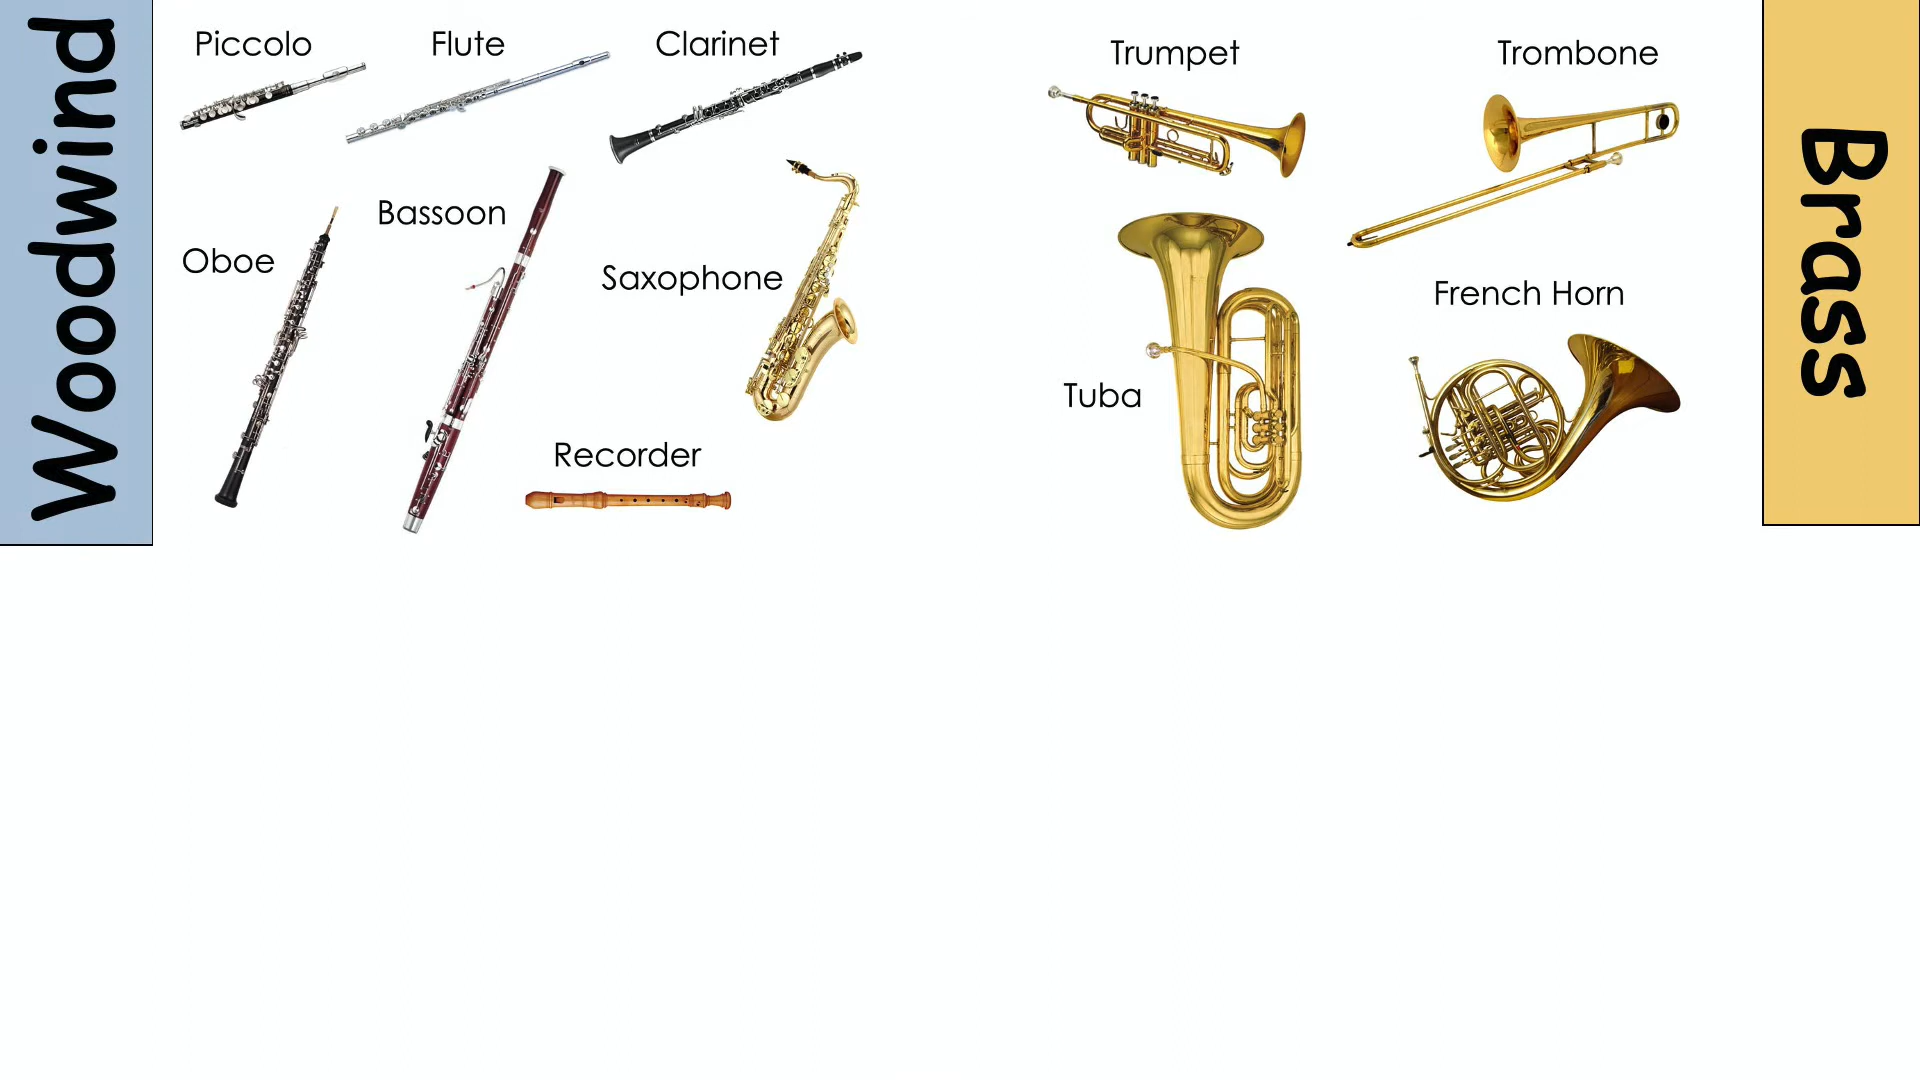 Woodwind
Piccolo
Flute
Clarinet
Oboe
Bassoon
Saxophone
Recorder
Trumpet
Trombone
Tuba
French Horn
Brass